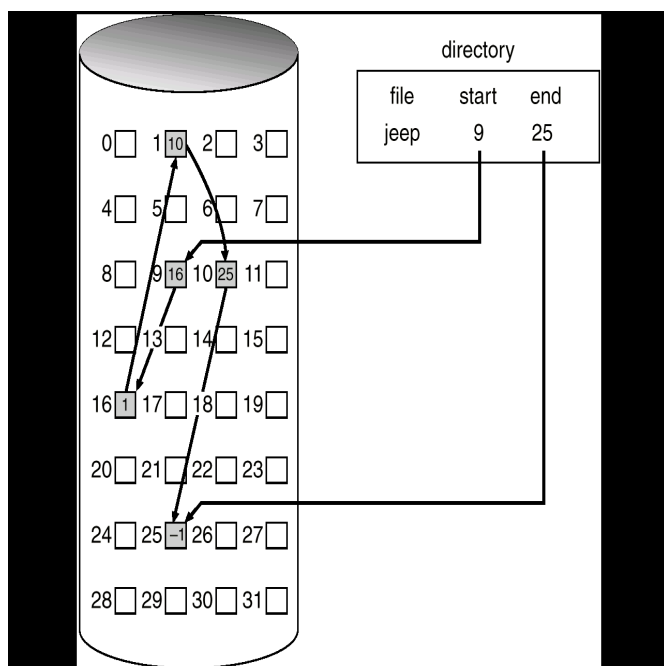 directory
file start end
jeep 9 25
0 1 10 2 3
4 5 6 7
8 9 16 10 25 11
12 13 14 15
16 1 17 18 19
20 21 22 23
24 25 –1 26 27
28 29 30 31